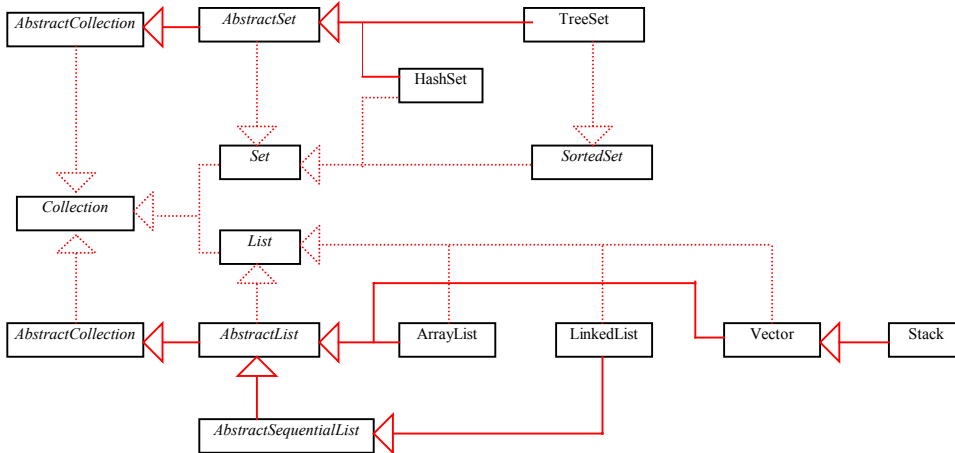 AbstractCollection
AbstractSet
TreeSet
HashSet
Set
SortedSet
Collection
List
AbstractCollection
AbstractList
ArrayList
LinkedList
Vector
Stack
AbstractSequentialList